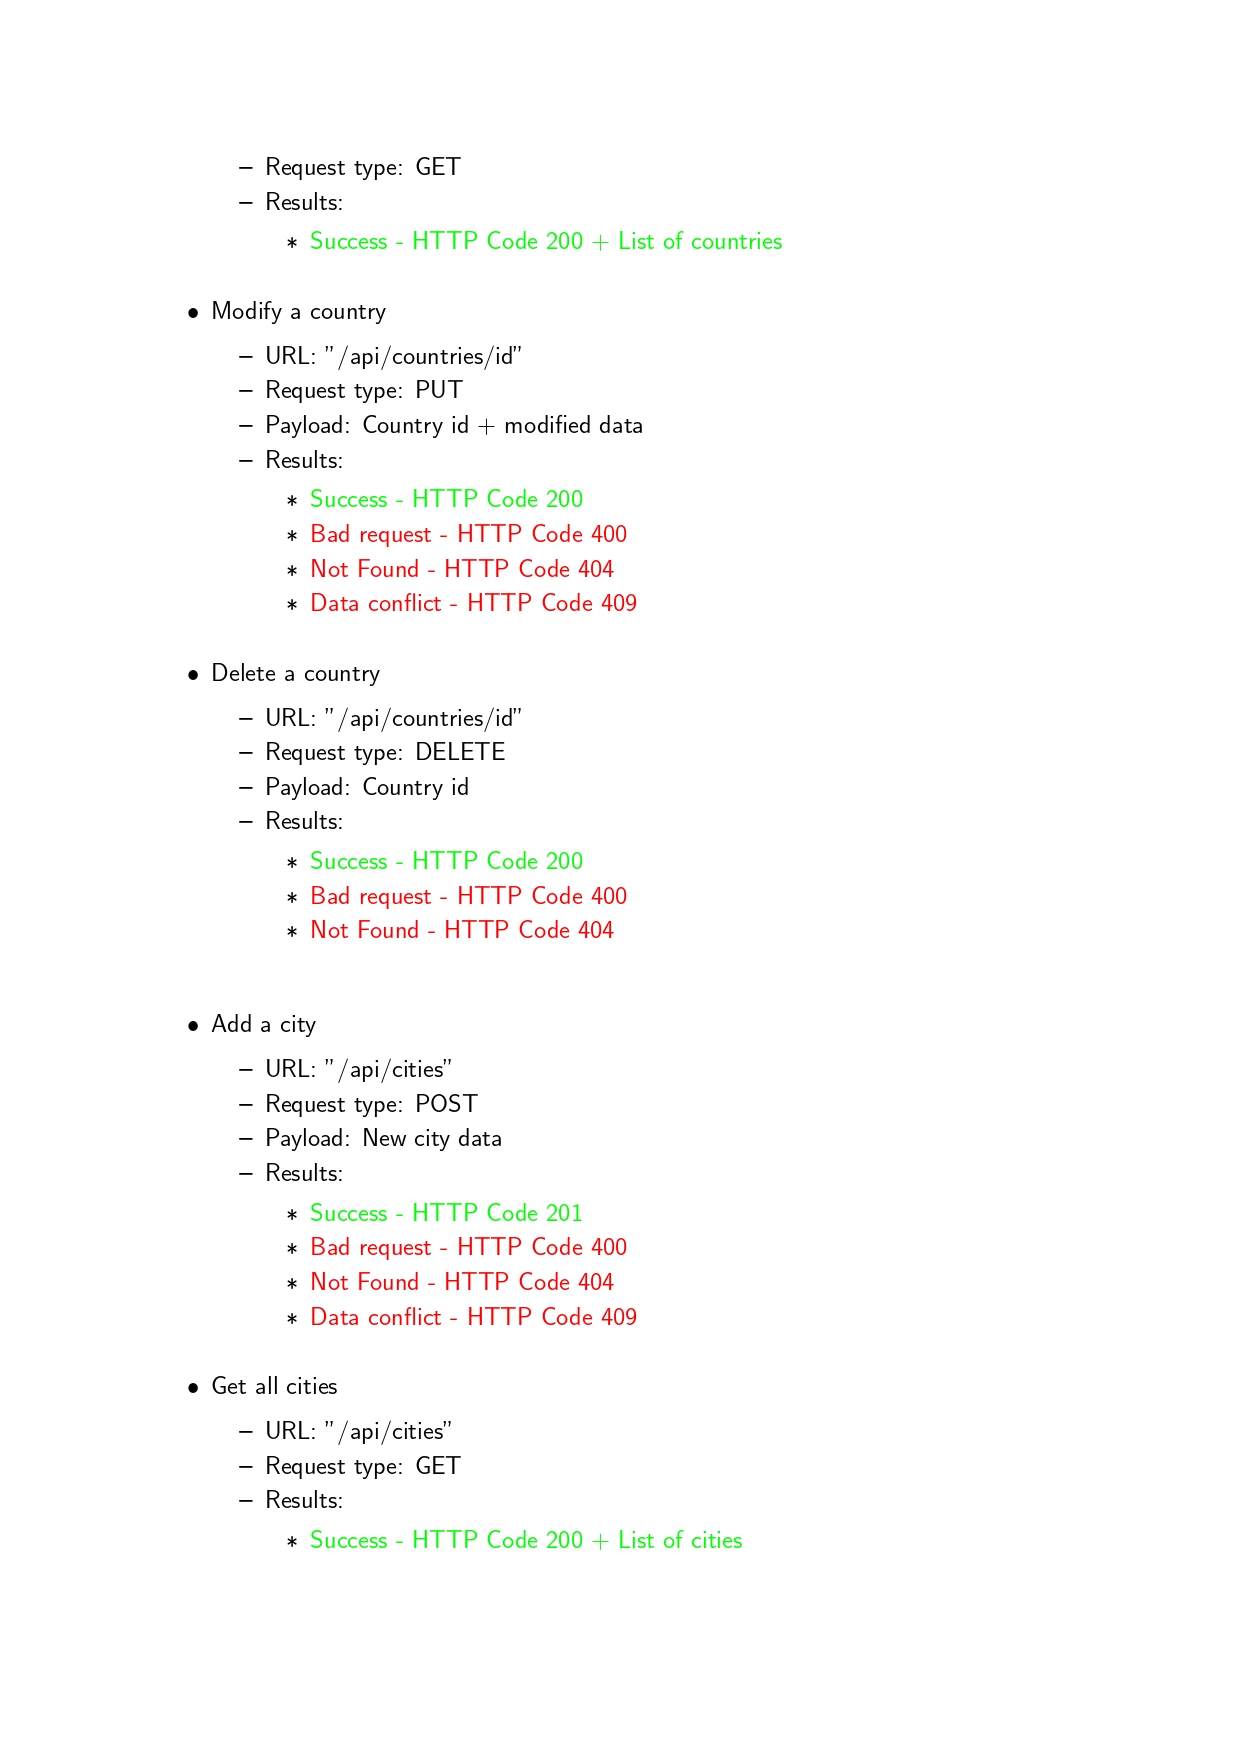 – Request type: GET
– Results:
∗ Success - HTTP Code 200 + List of countries
• Modify a country
– URL: ”/api/countries/id”
– Request type: PUT
– Payload: Country id + modified data
– Results:
∗ Success - HTTP Code 200
∗ Bad request - HTTP Code 400
∗ Not Found - HTTP Code 404
∗ Data conflict - HTTP Code 409
• Delete a country
– URL: ”/api/countries/id”
– Request type: DELETE
– Payload: Country id
– Results:
∗ Success - HTTP Code 200
∗ Bad request - HTTP Code 400
∗ Not Found - HTTP Code 404
• Add a city
– URL: ”/api/cities”
– Request type: POST
– Payload: New city data
– Results:
∗ Success - HTTP Code 201
∗ Bad request - HTTP Code 400
∗ Not Found - HTTP Code 404
∗ Data conflict - HTTP Code 409
• Get all cities
– URL: ”/api/cities”
– Request type: GET
– Results:
∗ Success - HTTP Code 200 + List of cities